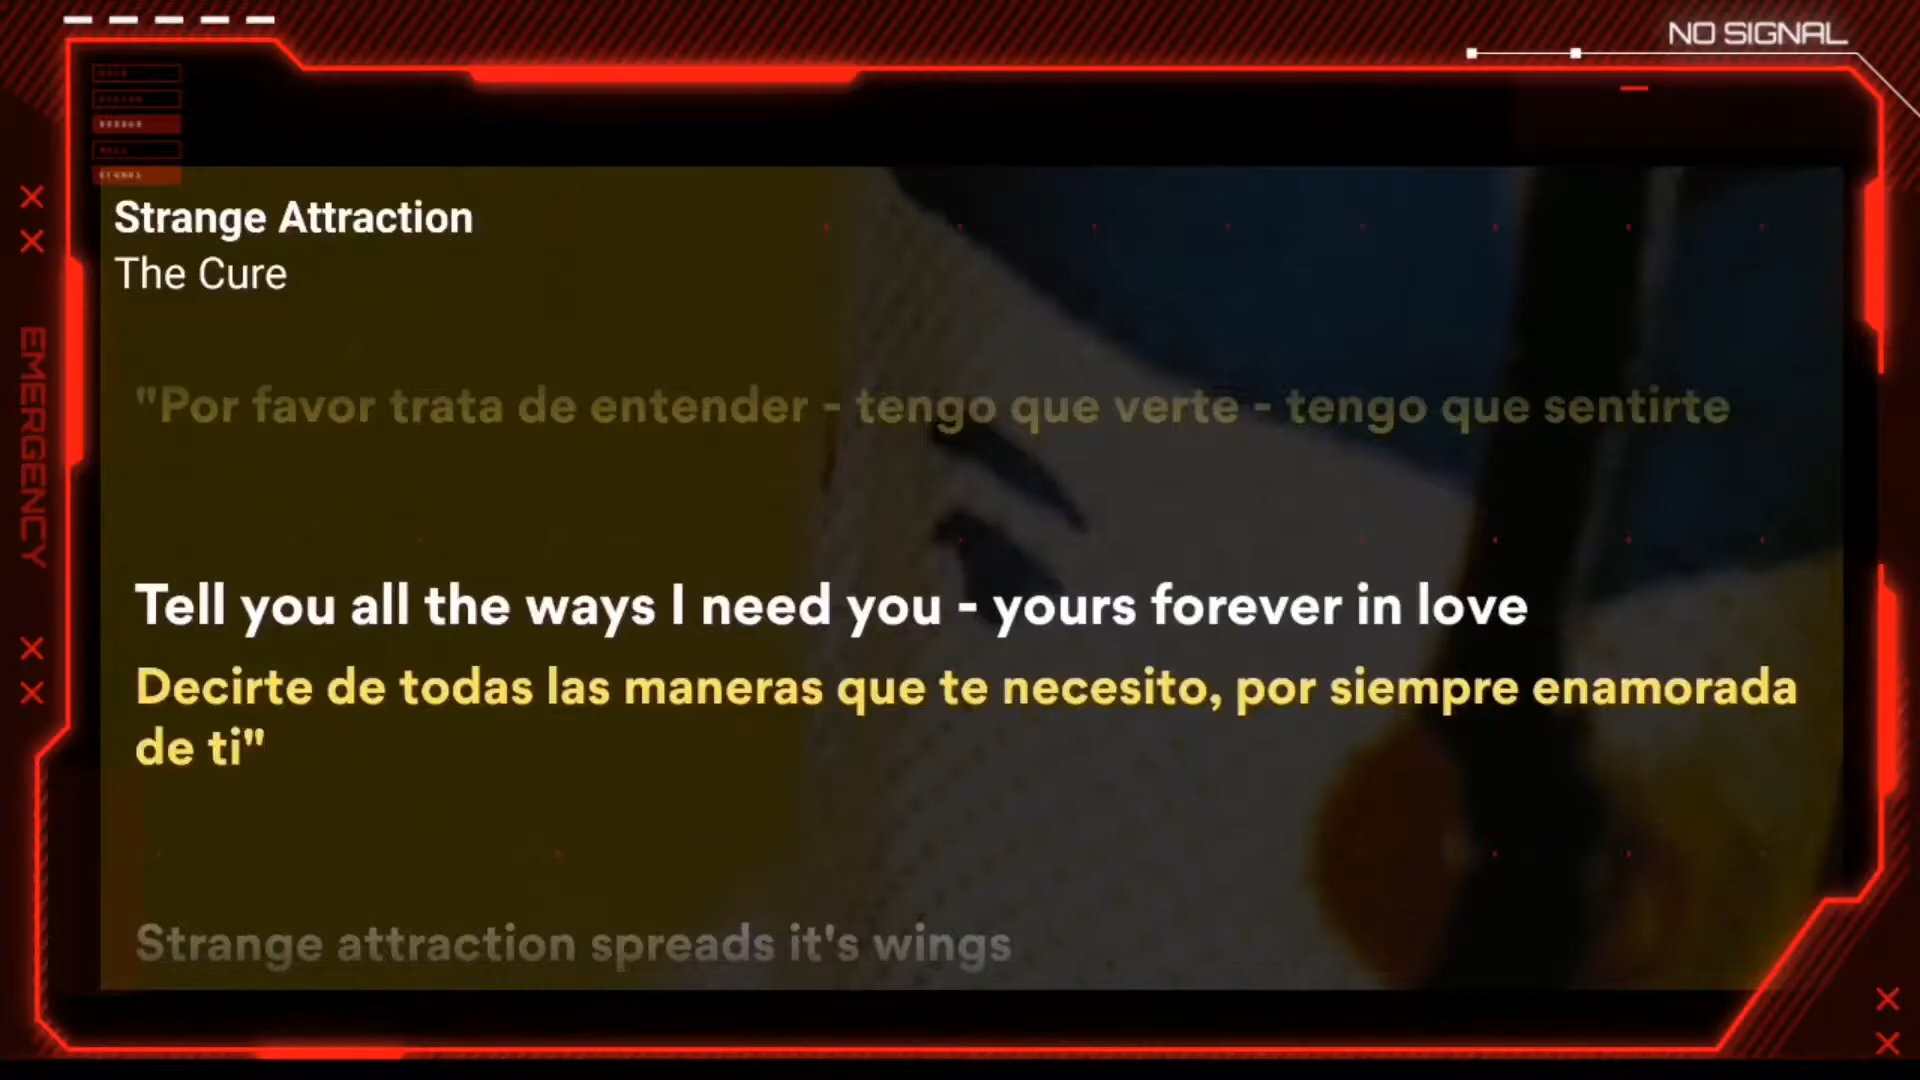 NO SIGNAL
ERROR
SIGNAL
Strange Attraction
The Cure
EMERGENCY
"Por favor trata de entender - tengo que verte - tengo que sentirte
Tell you all the ways I need you - yours forever in love
Decirte de todas las maneras que te necesito, por siempre enamorada
de ti"
Strange attraction spreads it's wings